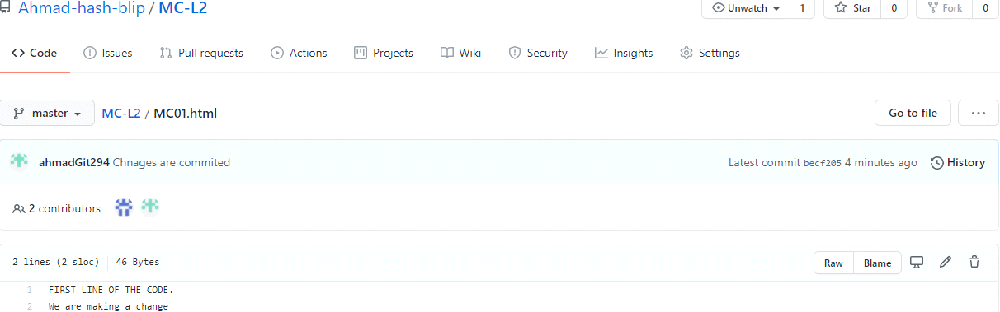 Ahmad-hash-blip / MC-L2
Unwatch 1 Star 0 Fork 0
Code Issues Pull requests Actions Projects Wiki Security Insights Settings
master MC-L2 / MC01.html Go to file ...
ahmadGit294 Chnages are commited Latest commit becf205 4 minutes ago History
2 contributors
2 lines (2 sloc) 46 Bytes Raw Blame
1 FIRST LINE OF THE CODE.
2 We are making a change